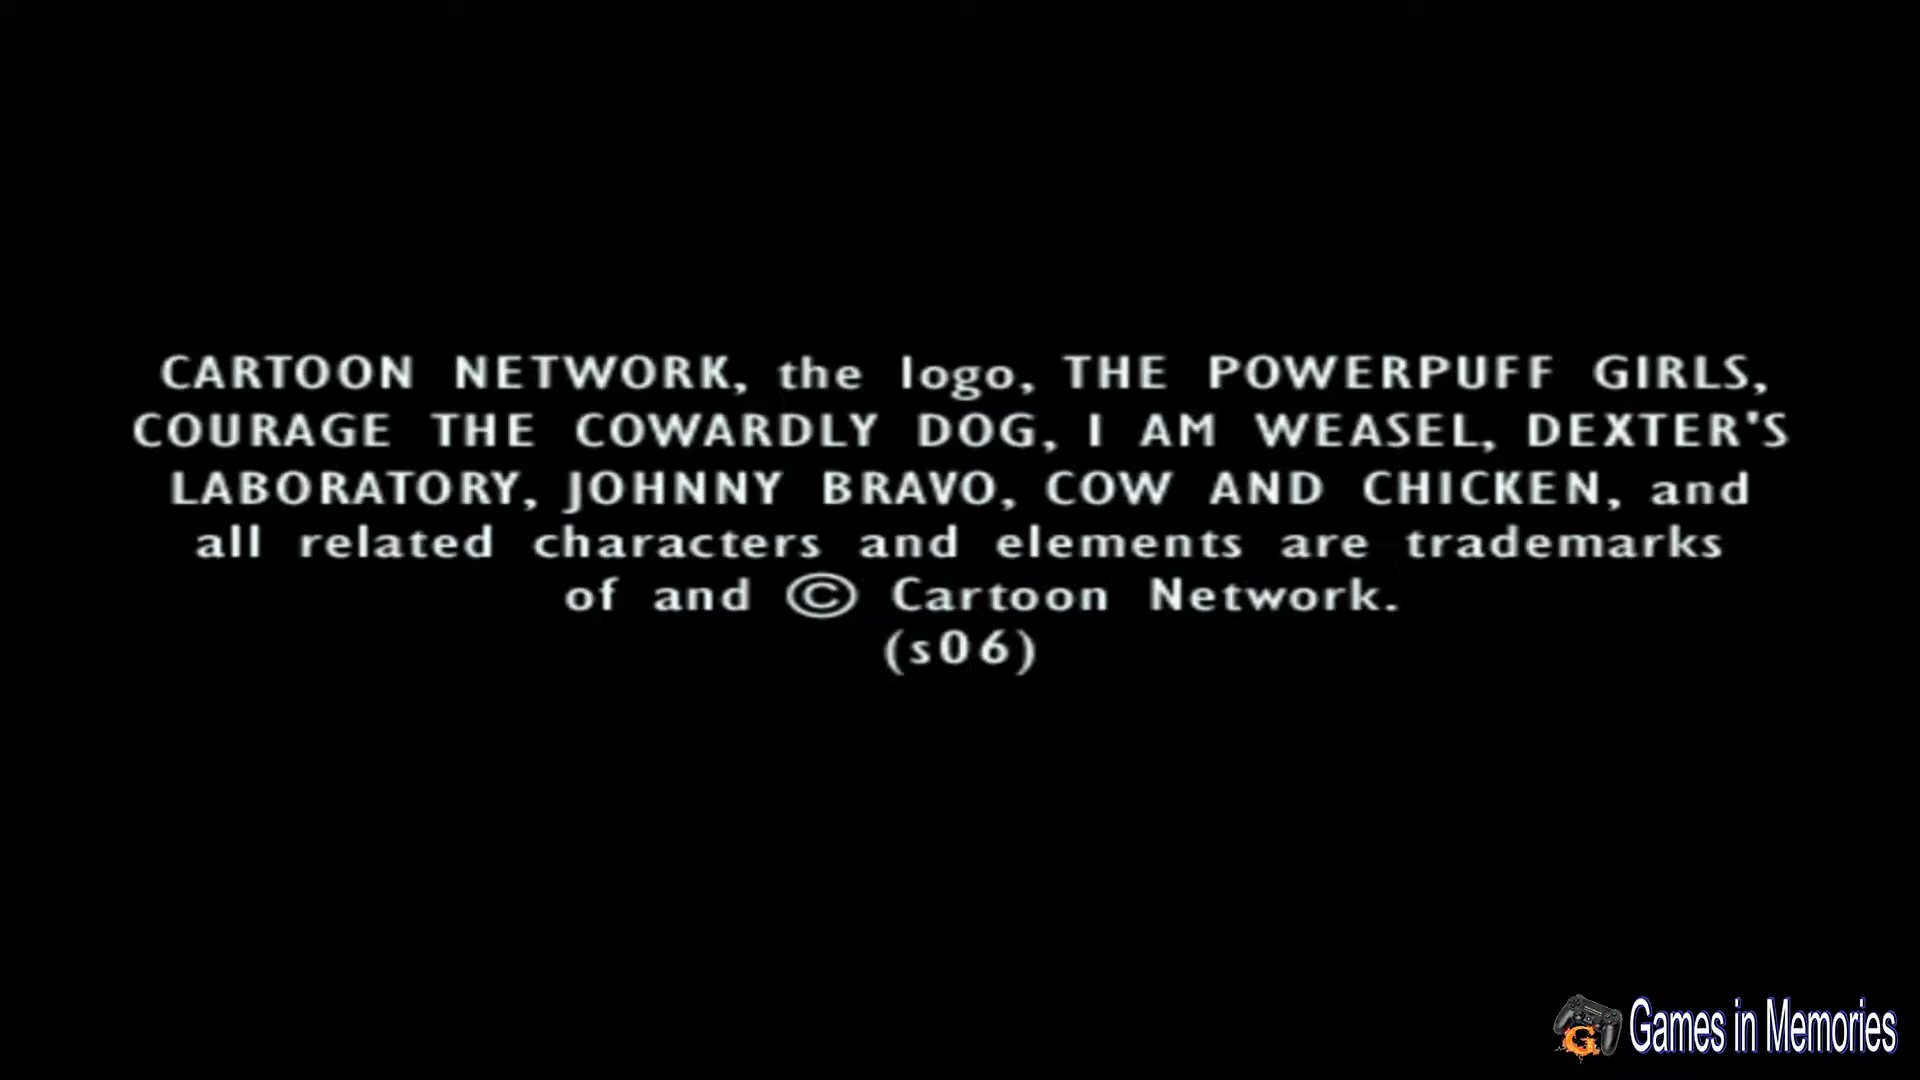 CARTOON NETWORK, the logo, THE POWERPUFF GIRLS,
COURAGE THE COWARDLY DOG, I AM WEASEL, DEXTER'S
LABORATORY, JOHNNY BRAVO, COW AND CHICKEN, and
all related characters and elements are trademarks
of and © Cartoon Network.
(s06)
G Games in Memories